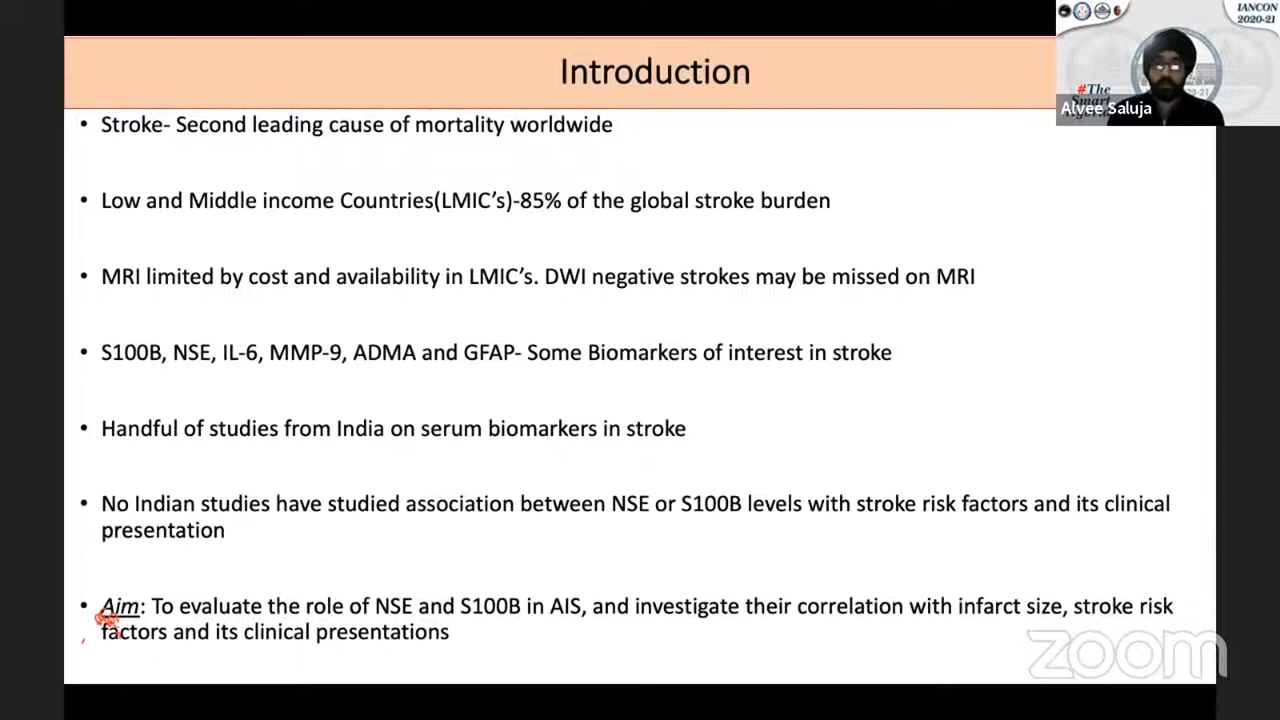 Introduction
IANCON
2020-21
#The
Smart
Alvee Saluja
• Stroke- Second leading cause of mortality worldwide
• Low and Middle income Countries(LMIC’s)-85% of the global stroke burden
• MRI limited by cost and availability in LMIC’s. DWI negative strokes may be missed on MRI
• S100B, NSE, IL-6, MMP-9, ADMA and GFAP- Some Biomarkers of interest in stroke
• Handful of studies from India on serum biomarkers in stroke
• No Indian studies have studied association between NSE or S100B levels with stroke risk factors and its clinical
presentation
• Aim: To evaluate the role of NSE and S100B in AIS, and investigate their correlation with infarct size, stroke risk
factors and its clinical presentations
zoom